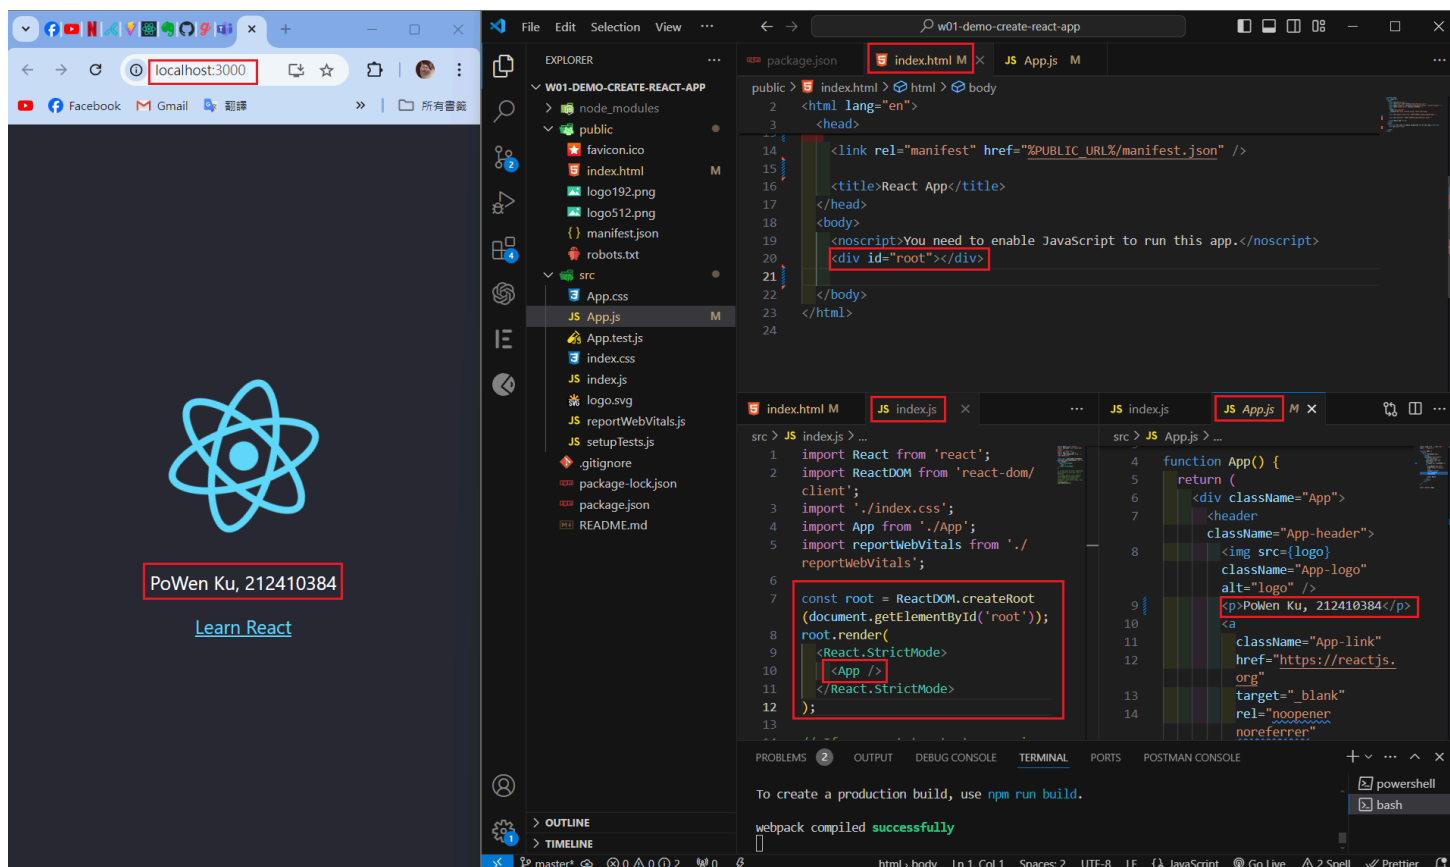 localhost:3000
Facebook
Gmail
翻譯
»
所有書籤
File Edit Selection View ···
w01-demo-create-react-app
EXPLORER ···
W01-DEMO-CREATE-REACT-APP
node_modules
public
favicon.ico
index.html M
logo192.png
logo512.png
manifest.json
robots.txt
src
App.css
App.js M
App.test.js
index.css
index.js
logo.svg
reportWebVitals.js
setupTests.js
.gitignore
package-lock.json
package.json
README.md
OUTLINE
TIMELINE
package.json
index.html M
JS App.js M
public > index.html > html > body
2 <html lang="en">
3 <head>
14 <link rel="manifest" href="%PUBLIC_URL%/manifest.json" />
15
16 <title>React App</title>
17 </head>
18 <body>
19 <noscript>You need to enable JavaScript to run this app.</noscript>
20 <div id="root"></div>
21
22 </body>
23 </html>
24
index.html M
JS index.js
src > JS index.js > ...
1 import React from 'react';
2 import ReactDOM from 'react-dom/
client';
3 import './index.css';
4 import App from './App';
5 import reportWebVitals from './
reportWebVitals';
6
7 const root = ReactDOM.createRoot
(document.getElementById('root'));
8 root.render(
9 <React.StrictMode>
10 <App />
11 </React.StrictMode>
12 );
13
JS index.js
JS App.js M
src > JS App.js > ...
4 function App() {
5 return (
6 <div className="App">
7 <header
className="App-header">
8 <img src={logo}
className="App-logo"
alt="logo" />
9 <p>PoWen Ku, 212410384</p>
10 <a
11 className="App-link"
12 href="https://reactjs.
org"
13 target="_blank"
14 rel="noopener
noreferrer"
PROBLEMS 2 OUTPUT DEBUG CONSOLE TERMINAL PORTS POSTMAN CONSOLE
To create a production build, use npm run build.
webpack compiled successfully
powershell
bash
PoWen Ku, 212410384
Learn React
master* 0 0 2 0 html > body Ln 1, Col 1 Spaces: 2 UTF-8 LF JavaScript Go Live 2 Spell Prettier